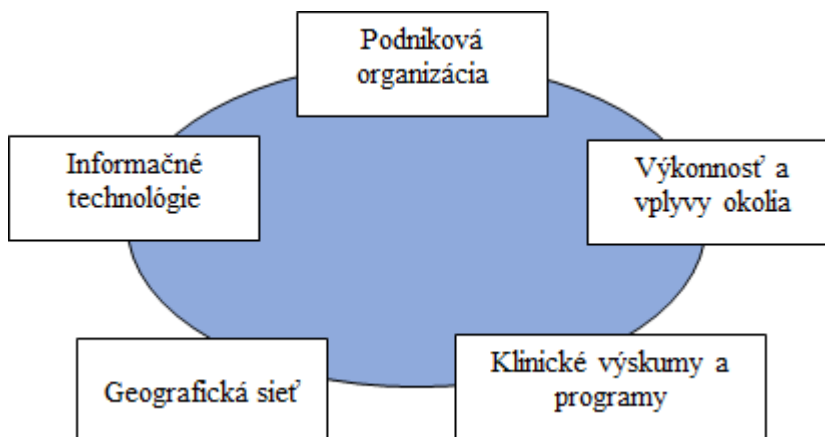 Podniková
organizácia
Informačné
technológie
Výkonnosť a
vplyvy okolia
Geografická sieť
Klinické výskumy a
programy